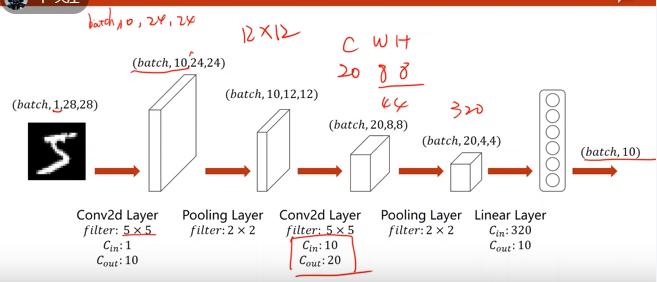 batch, 10, 24, 24
12×12
C W H
20 8 8
4 4
320
(batch, 10,24,24)
(batch, 1,28,28)
(batch, 10,12,12)
(batch, 20,8,8)
(batch, 20,4,4)
(batch, 10)
Conv2d Layer
filter: 5 × 5
C_in: 1
C_out: 10
Pooling Layer
filter: 2 × 2
Conv2d Layer
filter: 5 × 5
C_in: 10
C_out: 20
Pooling Layer
filter: 2 × 2
Linear Layer
C_in: 320
C_out: 10